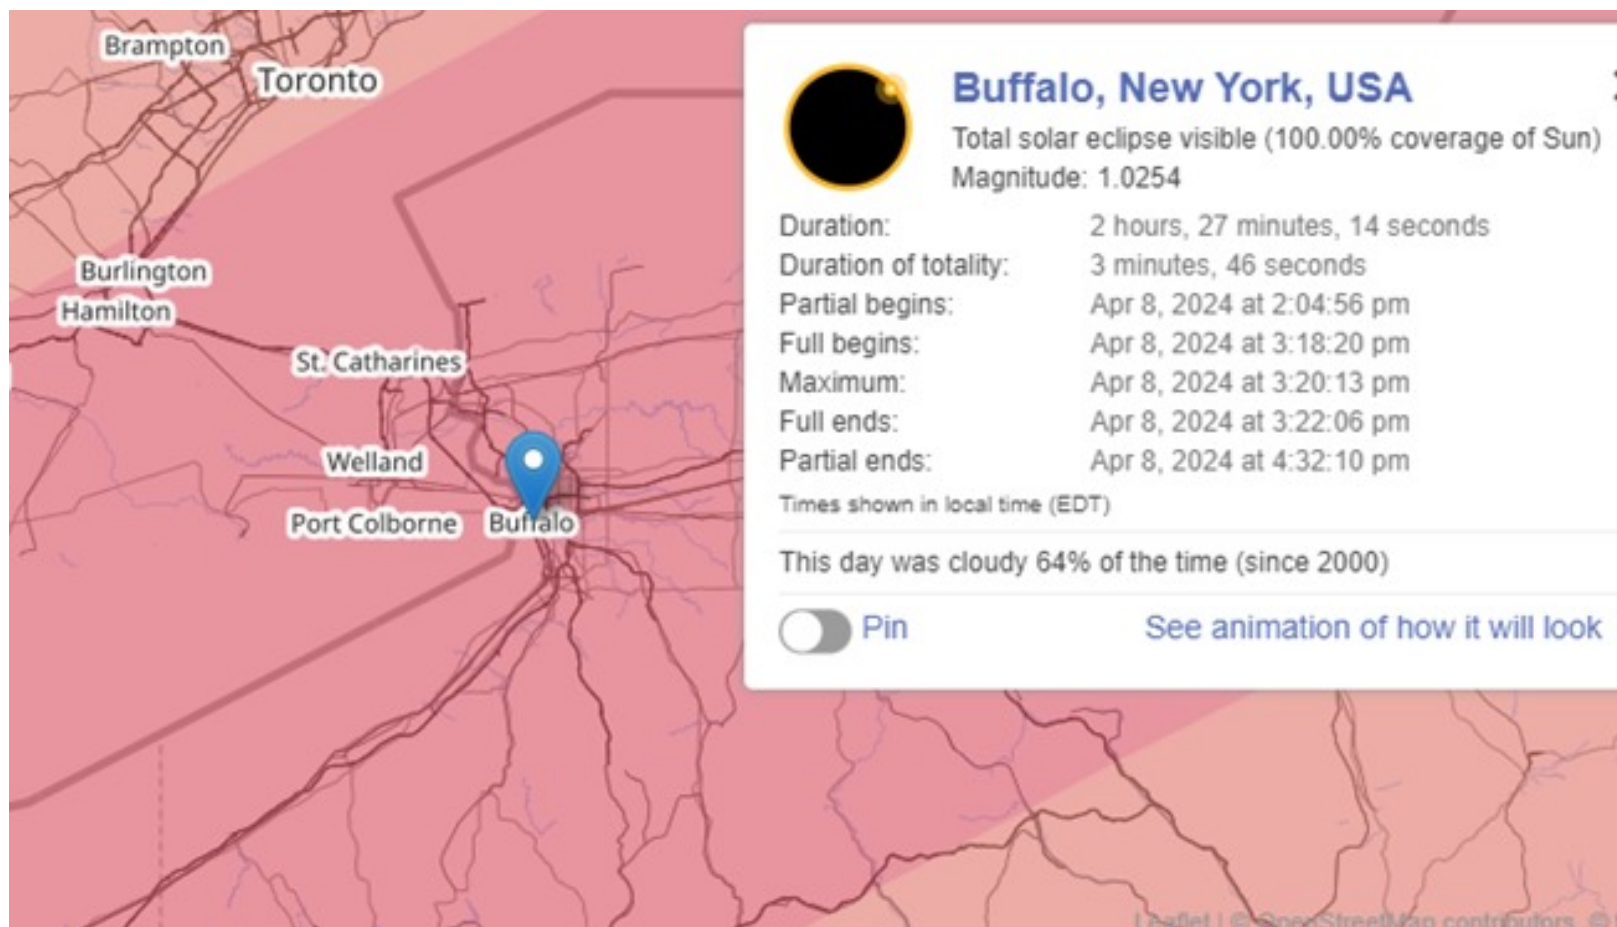 Brampton
Toronto
Burlington
Hamilton
St. Catharines
Welland
Port Colborne
Buffalo
Buffalo, New York, USA
Total solar eclipse visible (100.00% coverage of Sun)
Magnitude: 1.0254
Duration: 2 hours, 27 minutes, 14 seconds
Duration of totality: 3 minutes, 46 seconds
Partial begins: Apr 8, 2024 at 2:04:56 pm
Full begins: Apr 8, 2024 at 3:18:20 pm
Maximum: Apr 8, 2024 at 3:20:13 pm
Full ends: Apr 8, 2024 at 3:22:06 pm
Partial ends: Apr 8, 2024 at 4:32:10 pm
Times shown in local time (EDT)
This day was cloudy 64% of the time (since 2000)
Pin See animation of how it will look
Leaflet | © OpenStreetMap contributors, ©